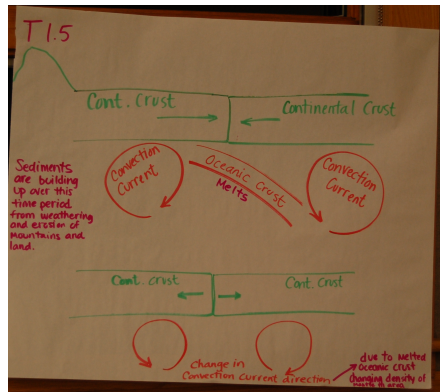 T 1.5
Cont. Crust
Continental Crust
Convection
Current
Oceanic Crust
Melts
Convection
Current
Sediments
are building
up over this
time period
from weathering
and erosion of
mountains and
land.
Cont. crust
Cont. Crust
Change in
Convection current direction
due to melted
oceanic crust
changing density of